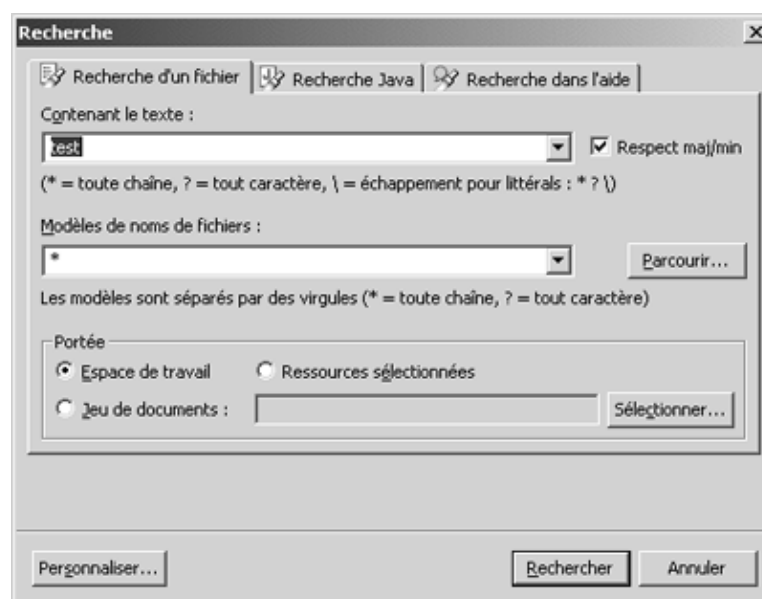 Recherche
Recherche d'un fichier Recherche Java Recherche dans l'aide
Contenant le texte :
test Respect maj/min
(* = toute chaîne, ? = tout caractère, \ = échappement pour littérals : * ? \)
Modèles de noms de fichiers :
* Parcourir...
Les modèles sont séparés par des virgules (* = toute chaîne, ? = tout caractère)
Portée
Espace de travail Ressources sélectionnées
Jeu de documents : Sélectionner...
Personnaliser... Rechercher Annuler